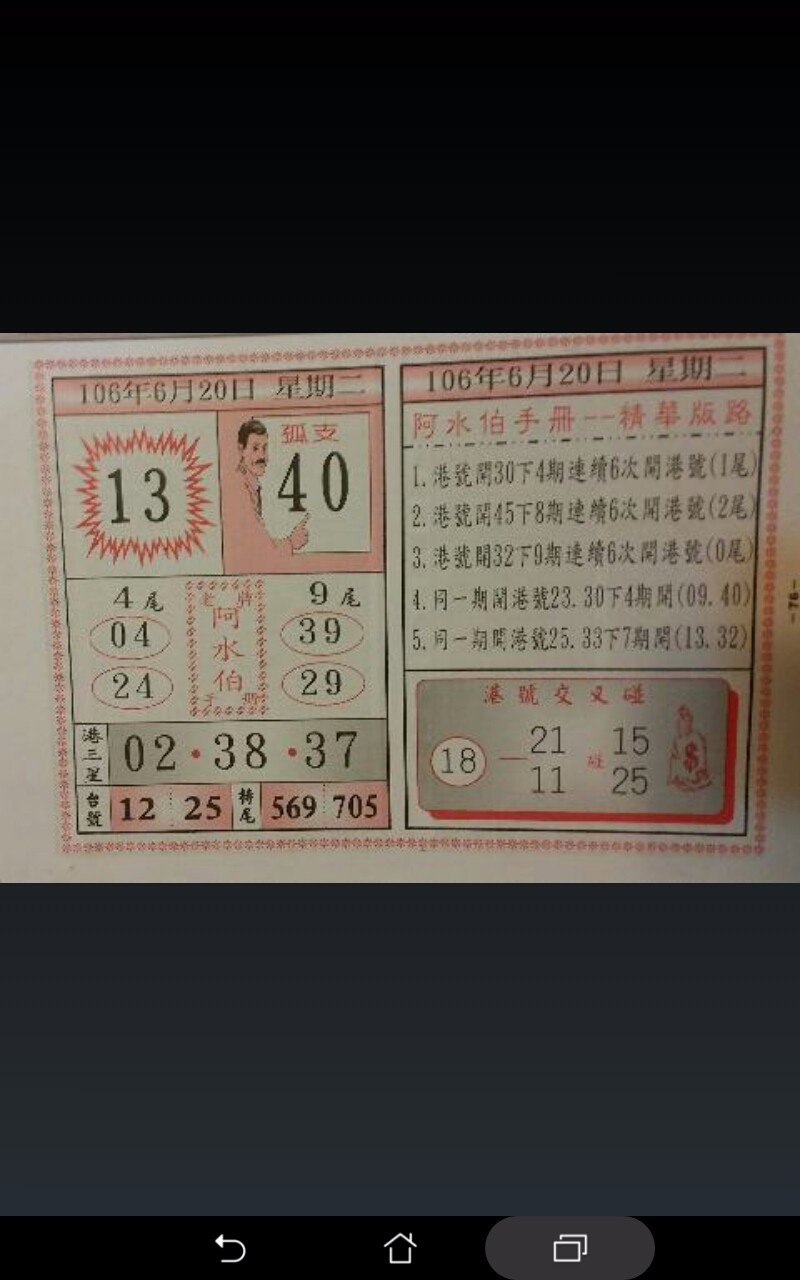 106年6月20日 星期二
13
孤支
40
4尾
9尾
04
39
24
29
老牌
阿水伯
手冊
港三星
02·38·37
台號
12 25
特尾
569 705
106年6月20日 星期二
阿水伯手冊--精華版路
1.港號開30下4期連續6次開港號(1尾)
2.港號開45下8期連續6次開港號(2尾)
3.港號開32下9期連續6次開港號(0尾)
4.同一期開港號23.30下4期開(09.40)
5.同一期開港號25.33下7期開(13.32)
港號交叉碰
18—21 碰 15
11 25
$
-76-